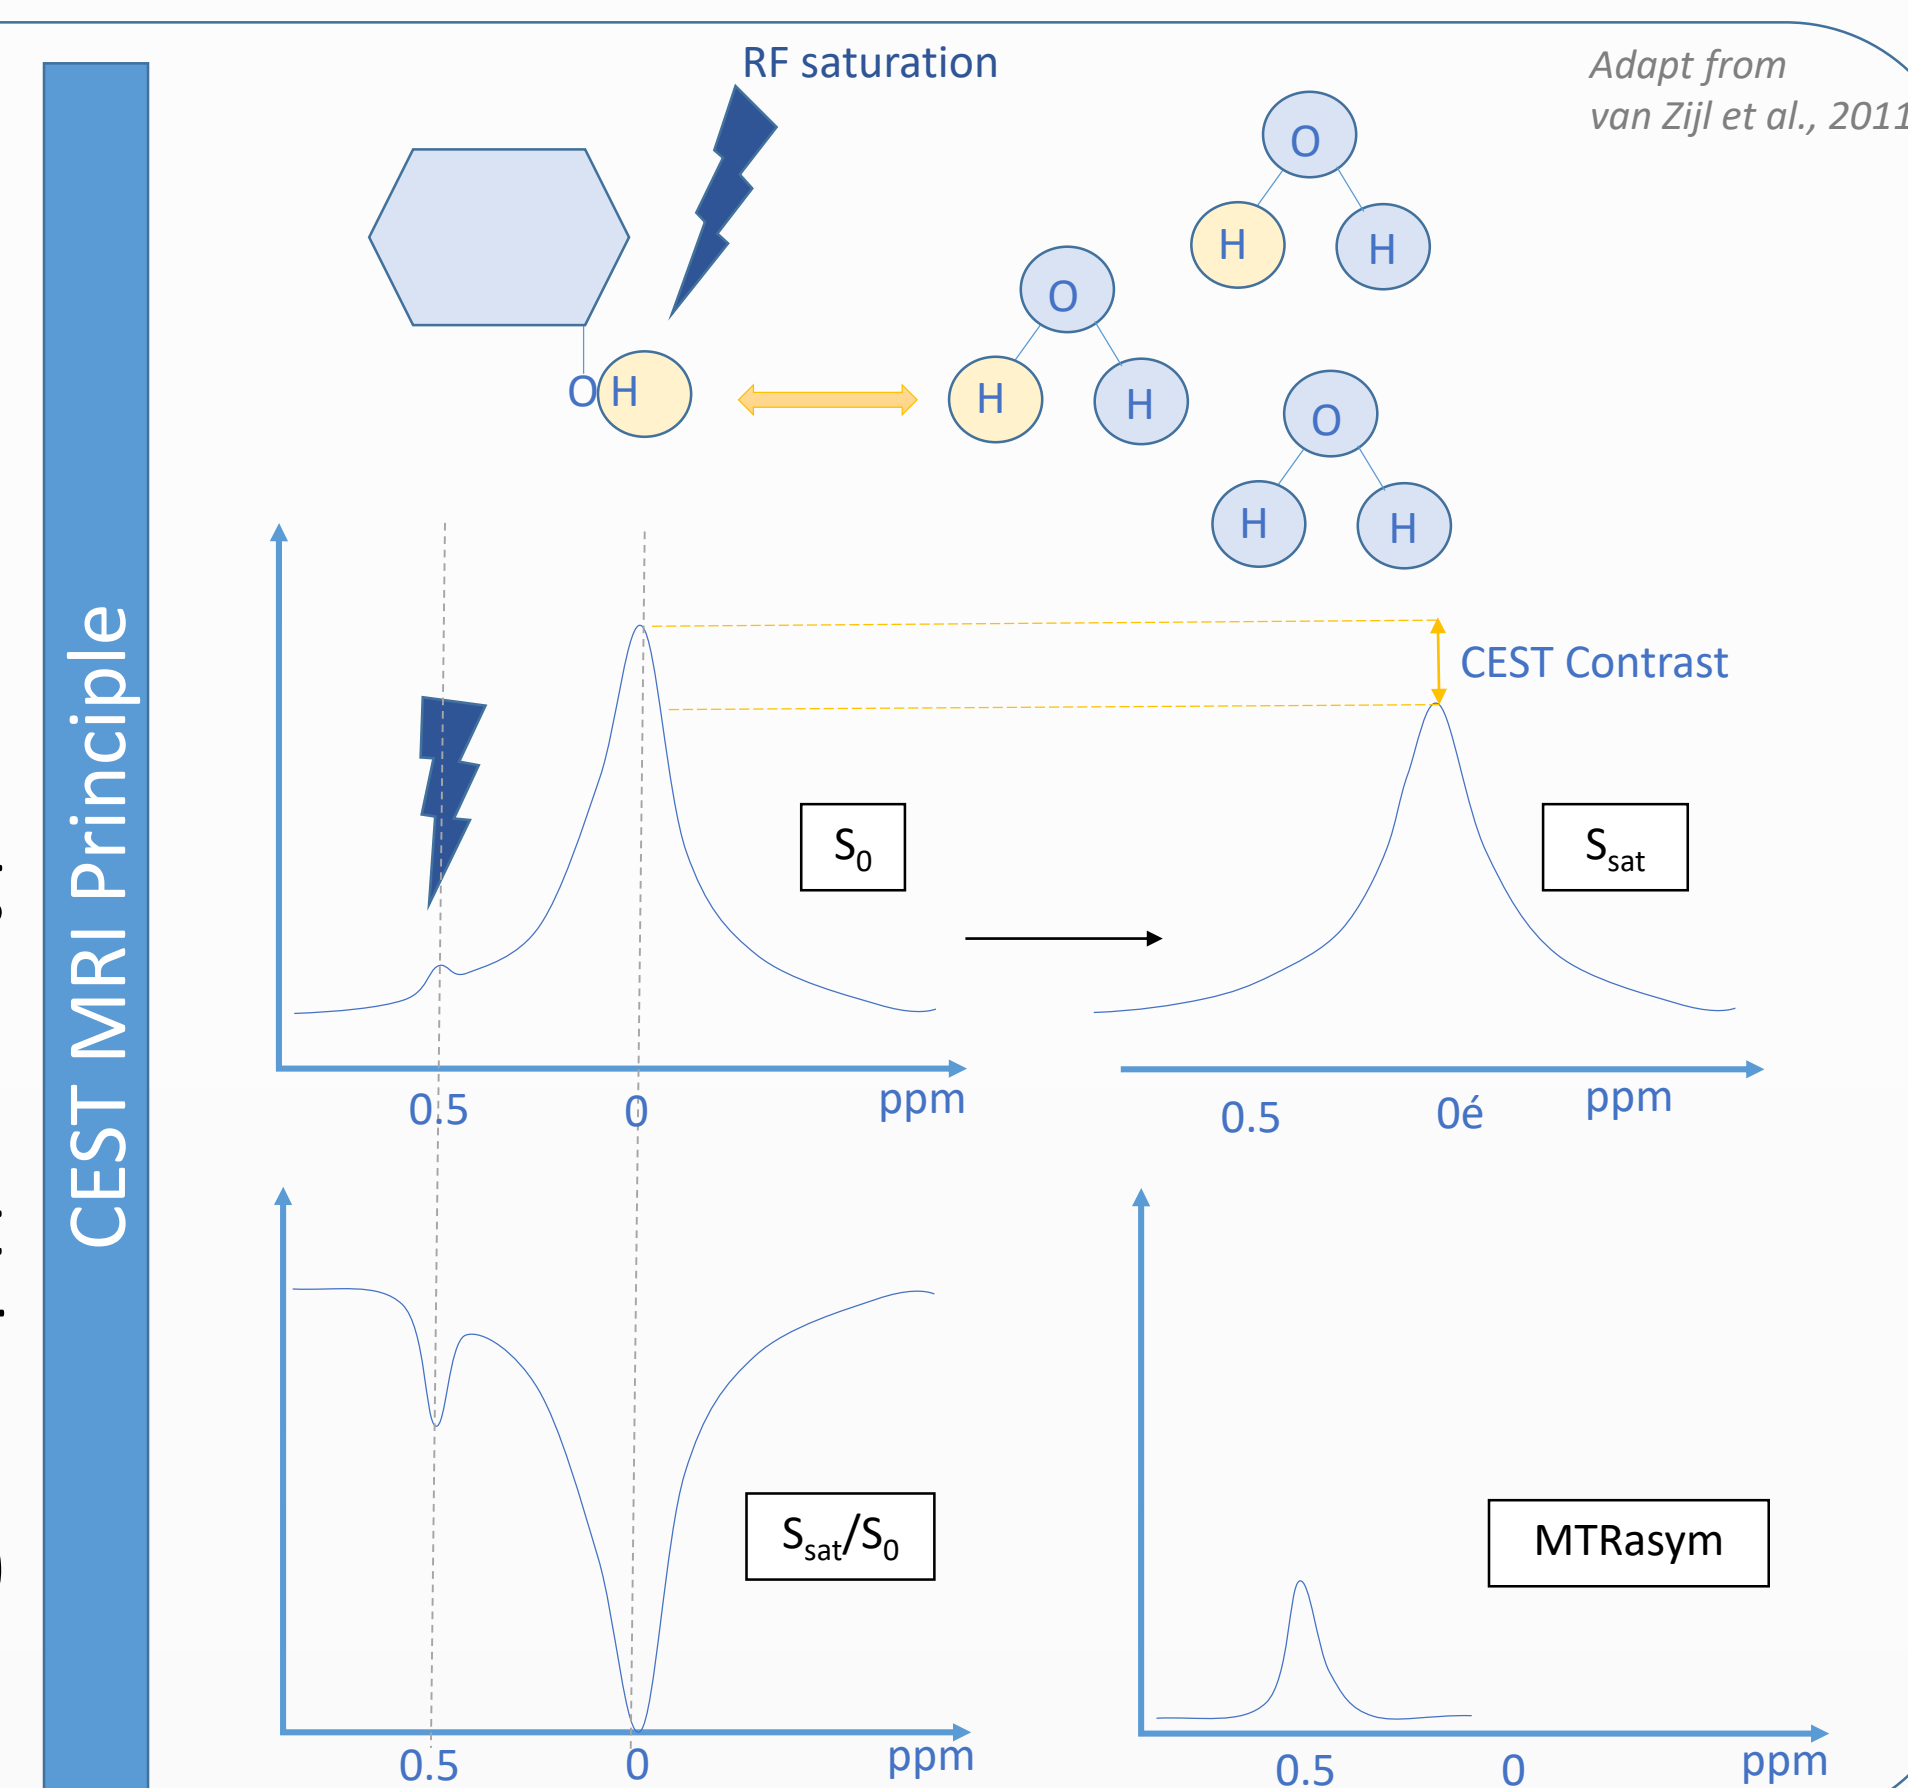 CEST MRI Principle
RF saturation
Adapt from
van Zijl et al., 2011
O
H
H
O
H
H
O
H
H
OH
CEST Contrast
S0
Ssat
0.5
0
ppm
0.5
0é
ppm
Ssat/S0
MTRasym
0.5
0
ppm
0.5
0
ppm